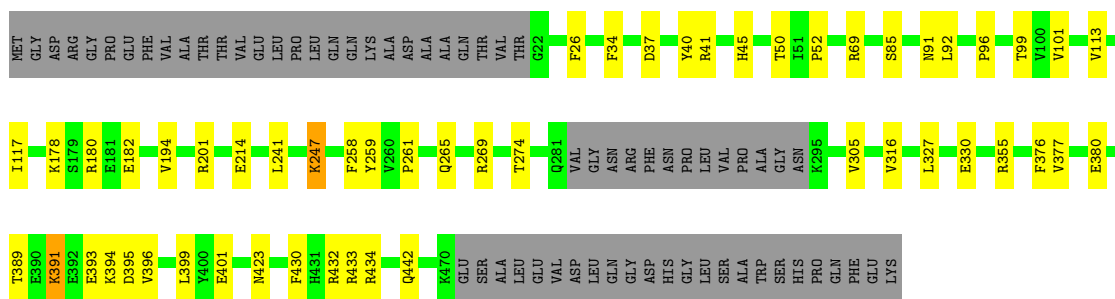 MET GLY ASP ARG GLY PRO GLU PHE VAL ALA THR THR VAL GLU LEU PRO LEU GLN GLN LYS ALA ASP ALA ALA GLN THR VAL THR G22 F26 F34 D37 Y40 R41 H45 T50 I51 P52 R69 S85 N91 L92 P96 T99 V100 V101 V113
I117 K178 S179 R180 E181 E182 V194 R201 E214 L241 K247 F258 Y259 V260 P261 Q265 R269 T274 Q281 VAL GLY ASN ARG PHE ASN PRO LEU VAL PRO ALA GLY ASN K295 V305 V316 L327 E330 R355 F376 V377 E380
T389 E390 K391 E392 E393 K394 D395 V396 L399 Y400 E401 N423 F430 H431 R432 R433 R434 Q442 K470 GLU SER ALA LEU GLU VAL ASP LEU GLN GLY ASP HIS GLY LEU SER ALA TRP SER HIS PRO GLN PHE GLU LYS